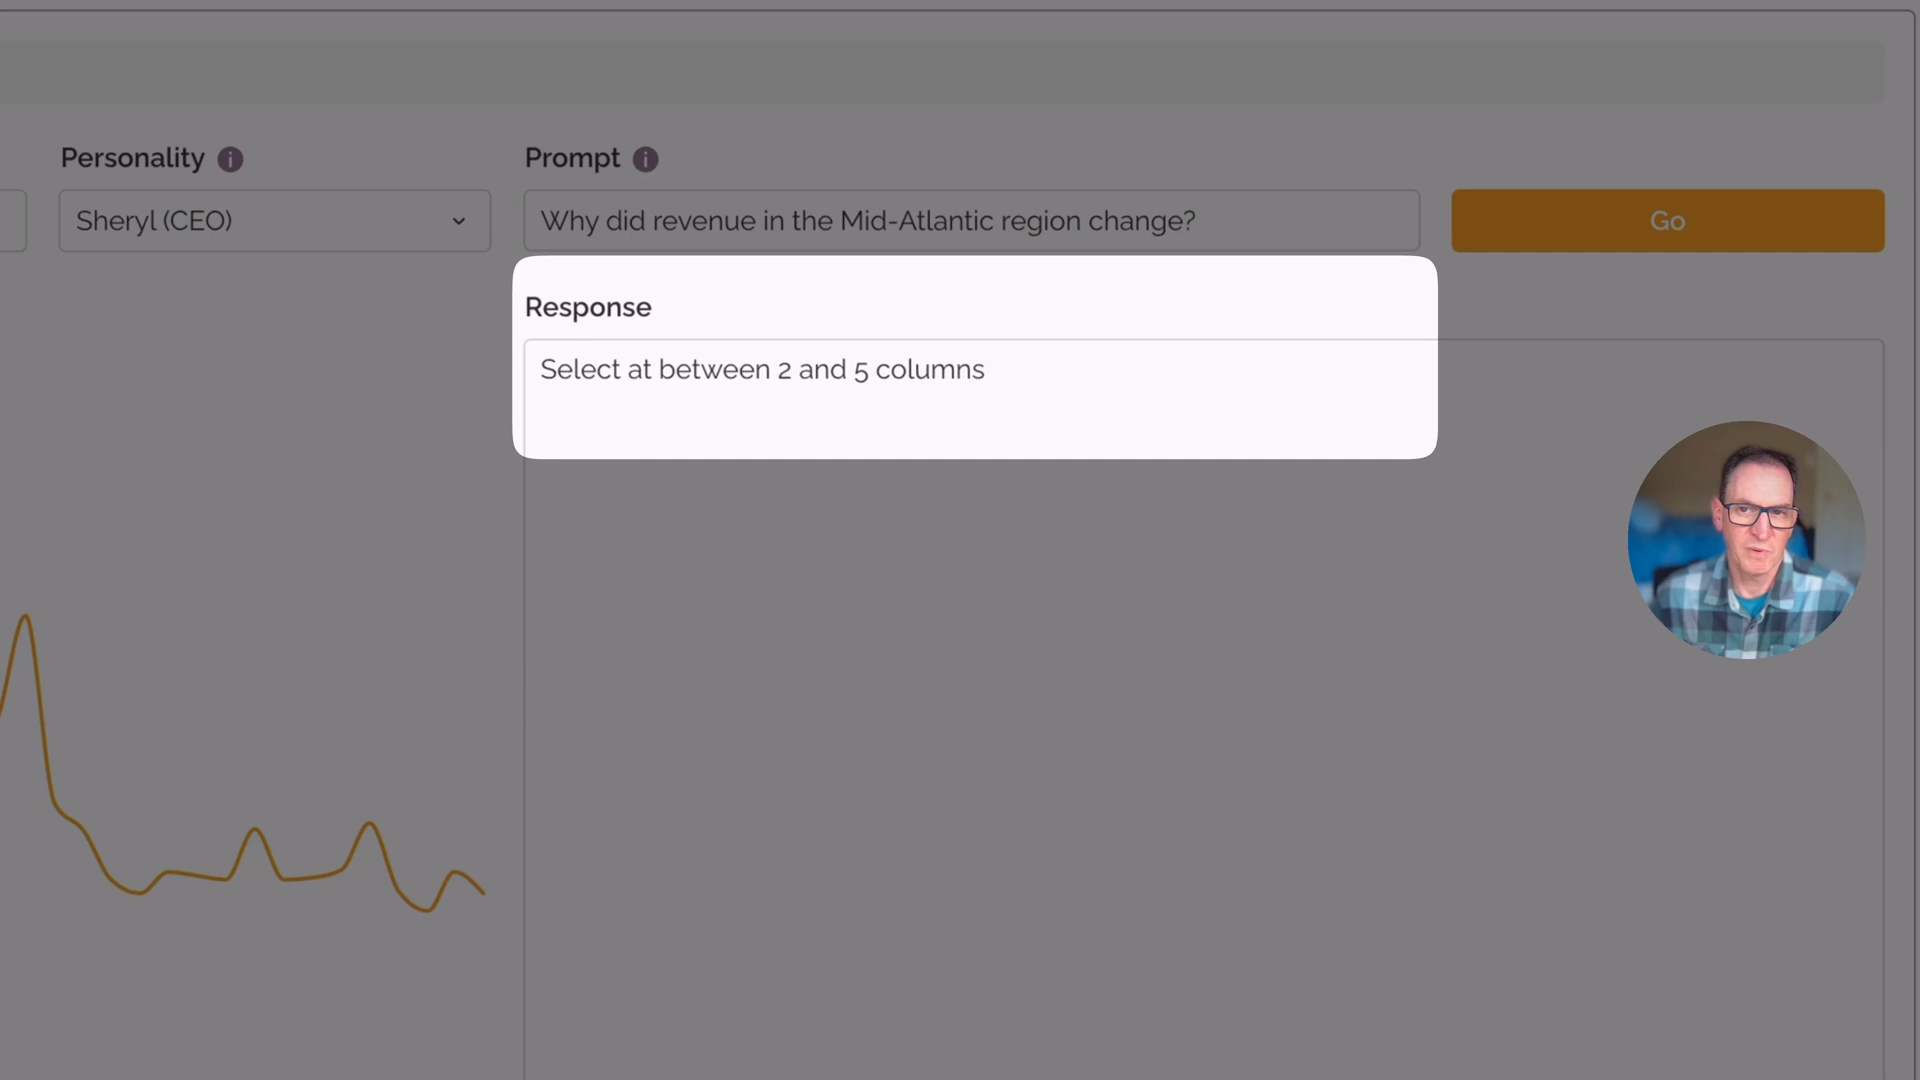 Personality
Prompt
Sheryl (CEO)
Why did revenue in the Mid-Atlantic region change?
Go
Response
Select at between 2 and 5 columns